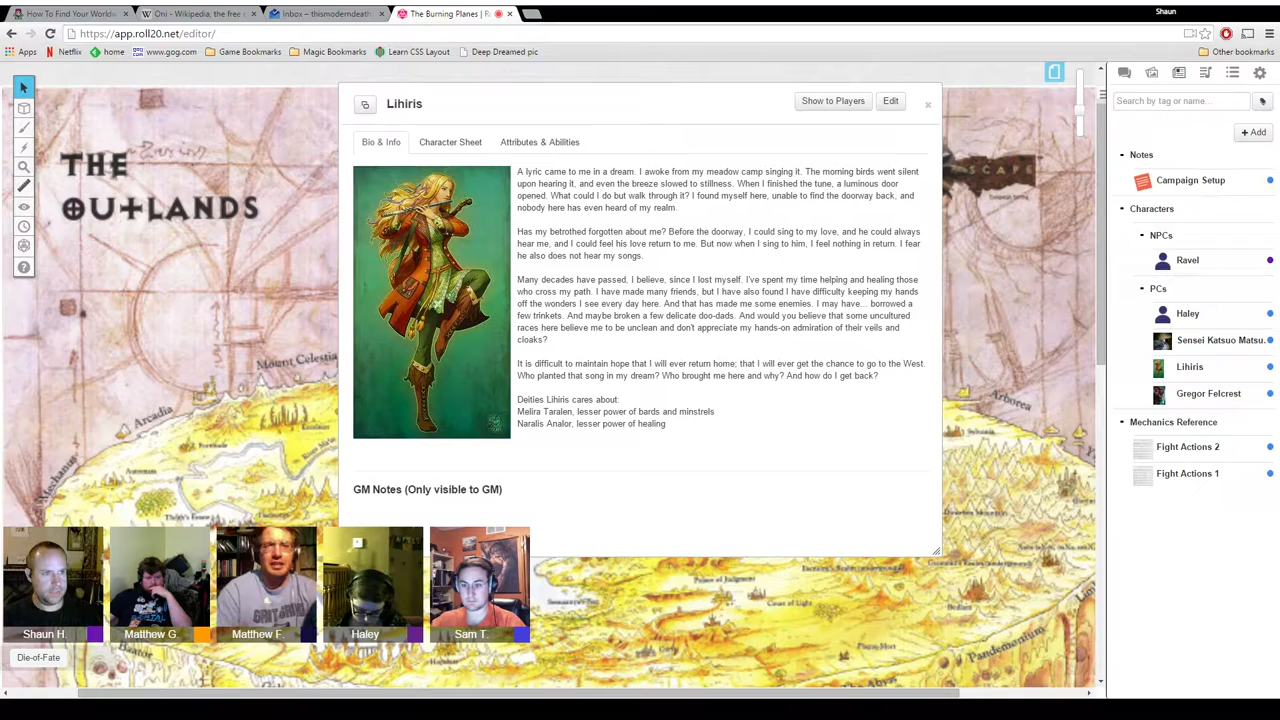 How To Find Your Worldw
Oni - Wikipedia, the free e
Inbox – thismoderndeath
The Burning Planes | Ro
Shaun
https://app.roll20.net/editor/
Apps
Netflix
home
www.gog.com
Game Bookmarks
Magic Bookmarks
Learn CSS Layout
Deep Dreamed pic
Other bookmarks
THE
OUTLANDS
Mount Celestia
Arcadia
Mechanus
Arborea
SCAPE
Lihiris
Show to Players
Edit
Bio & Info
Character Sheet
Attributes & Abilities
A lyric came to me in a dream. I awoke from my meadow camp singing it. The morning birds went silent
upon hearing it, and even the breeze slowed to stillness. When I finished the tune, a luminous door
opened. What could I do but walk through it? I found myself here, unable to find the doorway back, and
nobody here has even heard of my realm.
Has my betrothed forgotten about me? Before the doorway, I could sing to my love, and he could always
hear me, and I could feel his love return to me. But now when I sing to him, I feel nothing in return. I fear
he also does not hear my songs.
Many decades have passed, I believe, since I lost myself. I've spent my time helping and healing those
who cross my path. I have made many friends, but I have also found I have difficulty keeping my hands
off the wonders I see every day here. And that has made me some enemies. I may have... borrowed a
few trinkets. And maybe broken a few delicate doo-dads. And would you believe that some uncultured
races here believe me to be unclean and don't appreciate my hands-on admiration of their veils and
cloaks?
It is difficult to maintain hope that I will ever return home; that I will ever get the chance to go to the West.
Who planted that song in my dream? Who brought me here and why? And how do I get back?
Deities Lihiris cares about:
Melira Taralen, lesser power of bards and minstrels
Naralis Analor, lesser power of healing
GM Notes (Only visible to GM)
Search by tag or name...
+ Add
Notes
Campaign Setup
Characters
NPCs
Ravel
PCs
Haley
Sensei Katsuo Matsu.
Lihiris
Gregor Felcrest
Mechanics Reference
Fight Actions 2
Fight Actions 1
Shaun H.
Matthew G.
Matthew F.
Haley
Sam T.
Die-of-Fate
Baator
Court of Light
Pandemonium